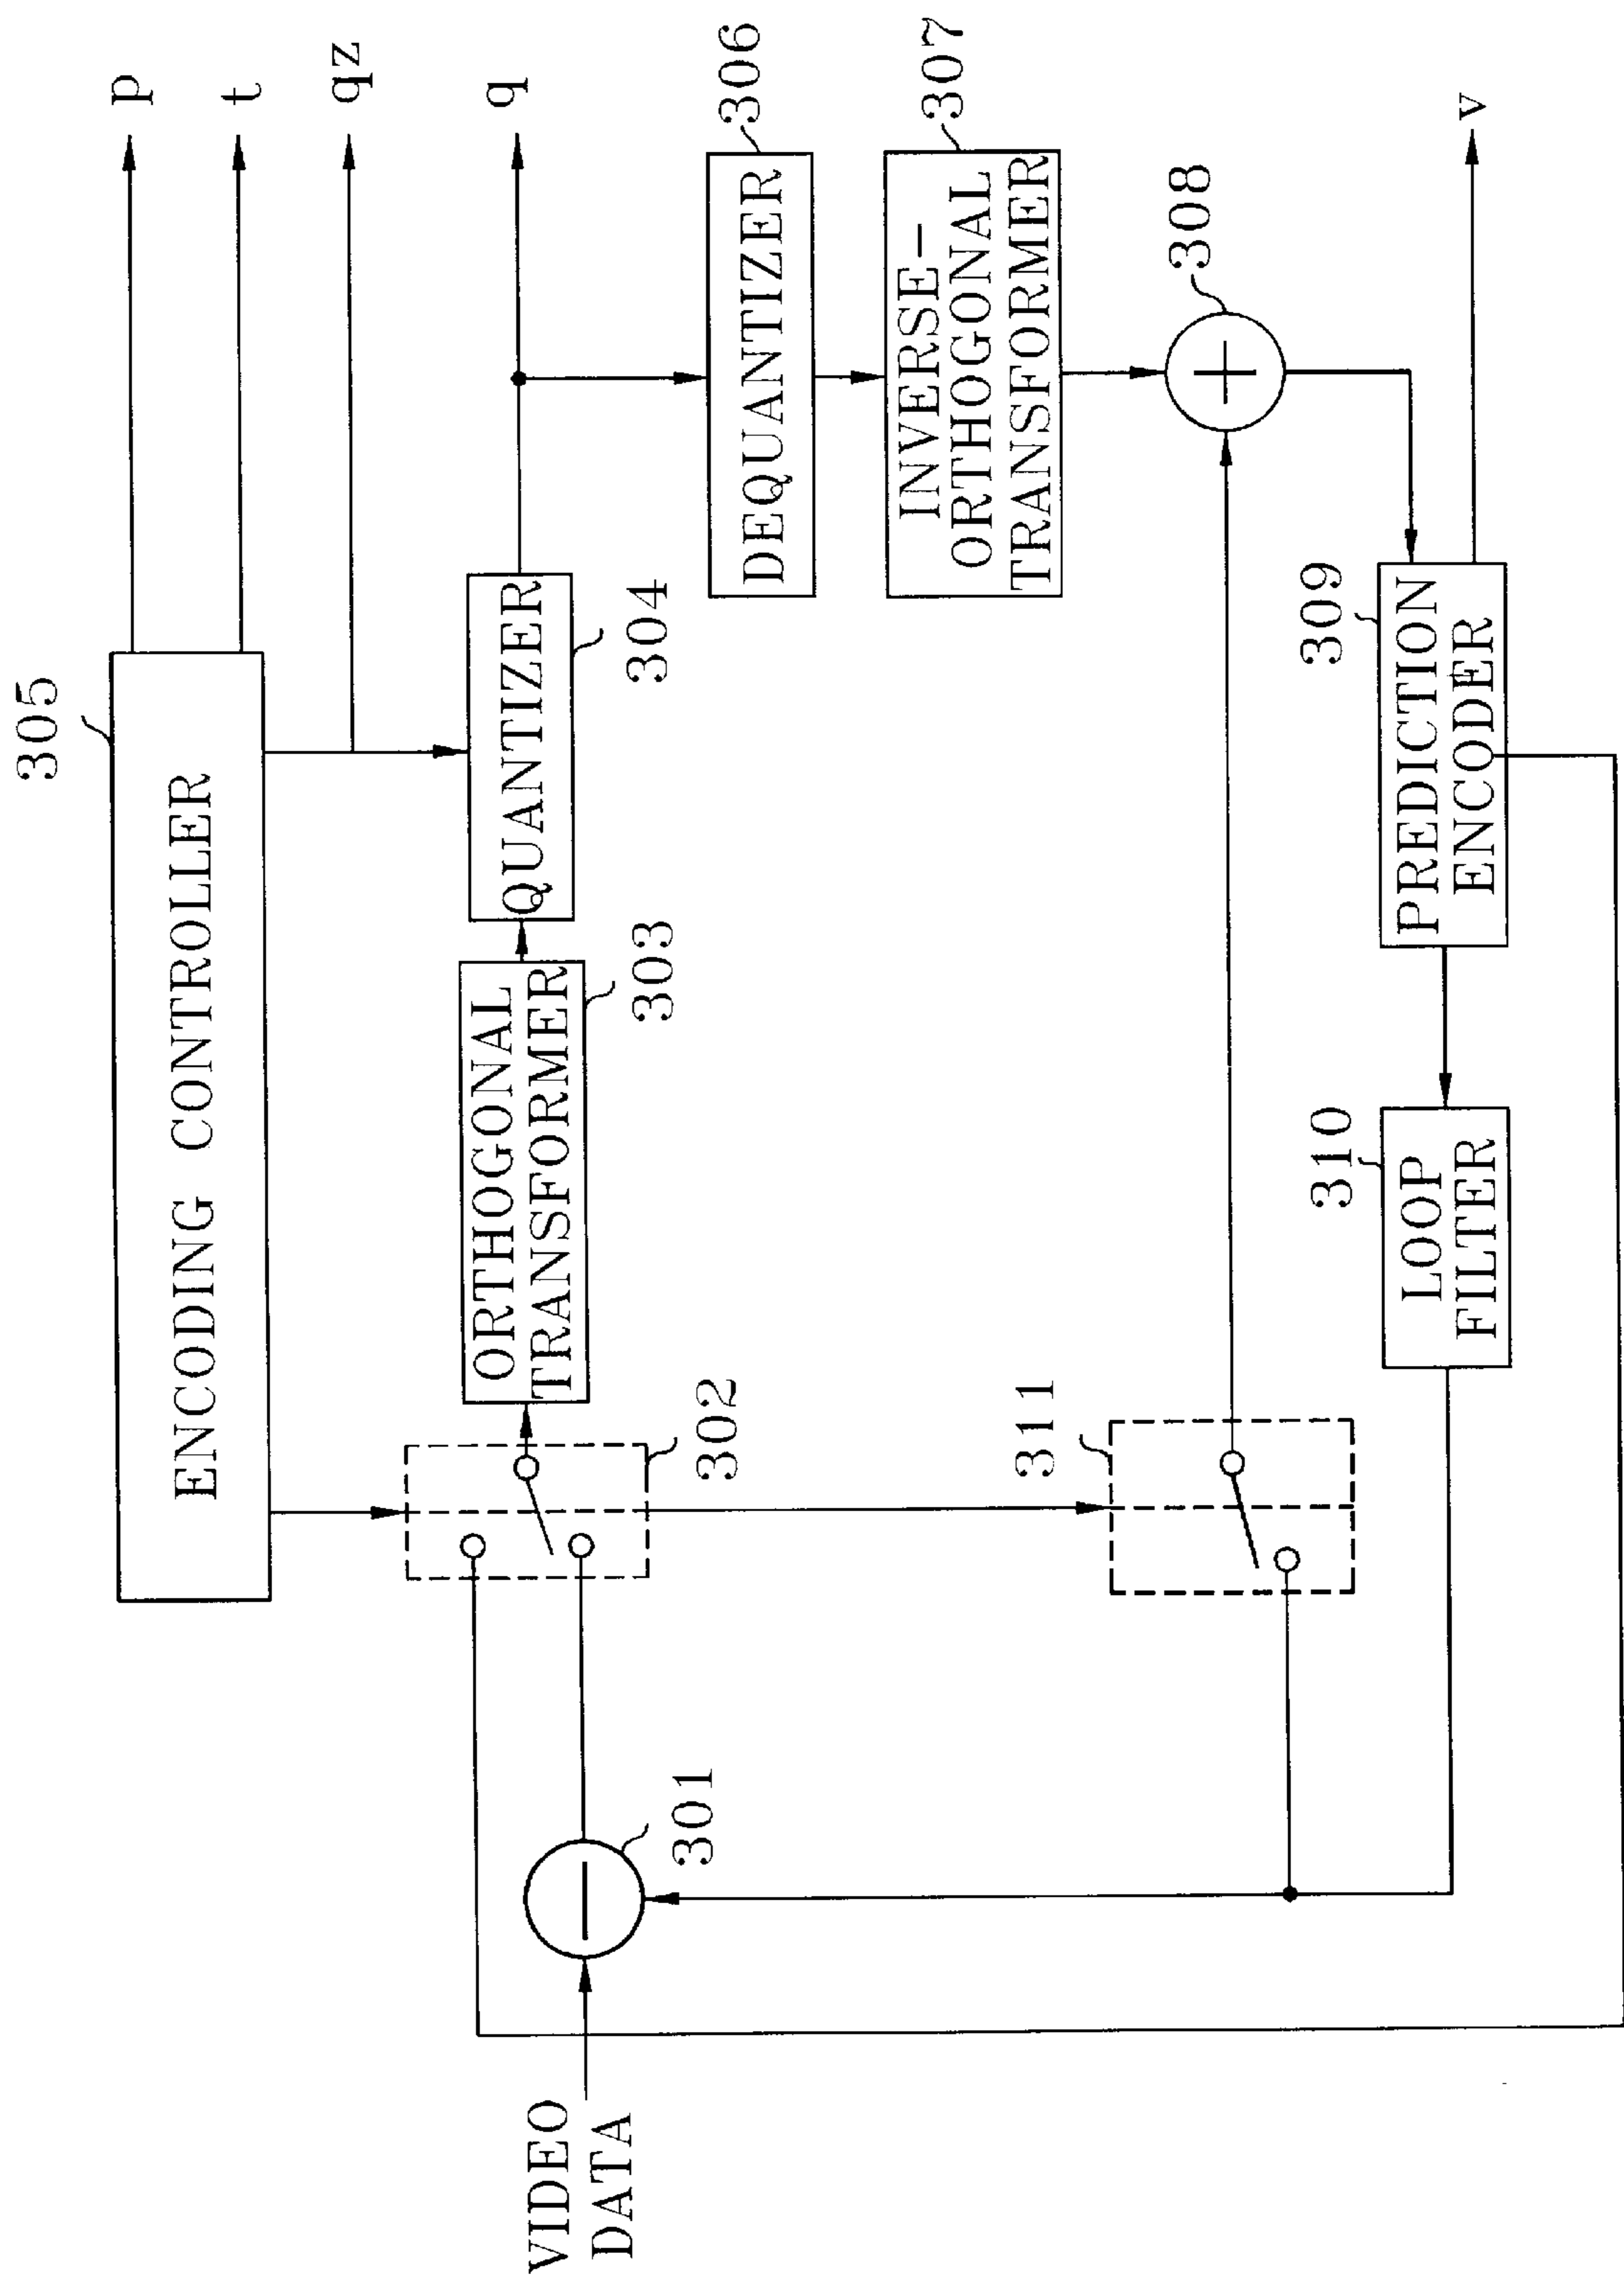 305
ENCODING CONTROLLER
p
t
qz
q
VIDEO
DATA
301
302
ORTHOGONAL
TRANSFORMER
303
QUANTIZER
304
DEQUANTIZER
306
INVERSE-
ORTHOGONAL
TRANSFORMER
307
308
311
310
LOOP
FILTER
309
PREDICTION
ENCODER
v